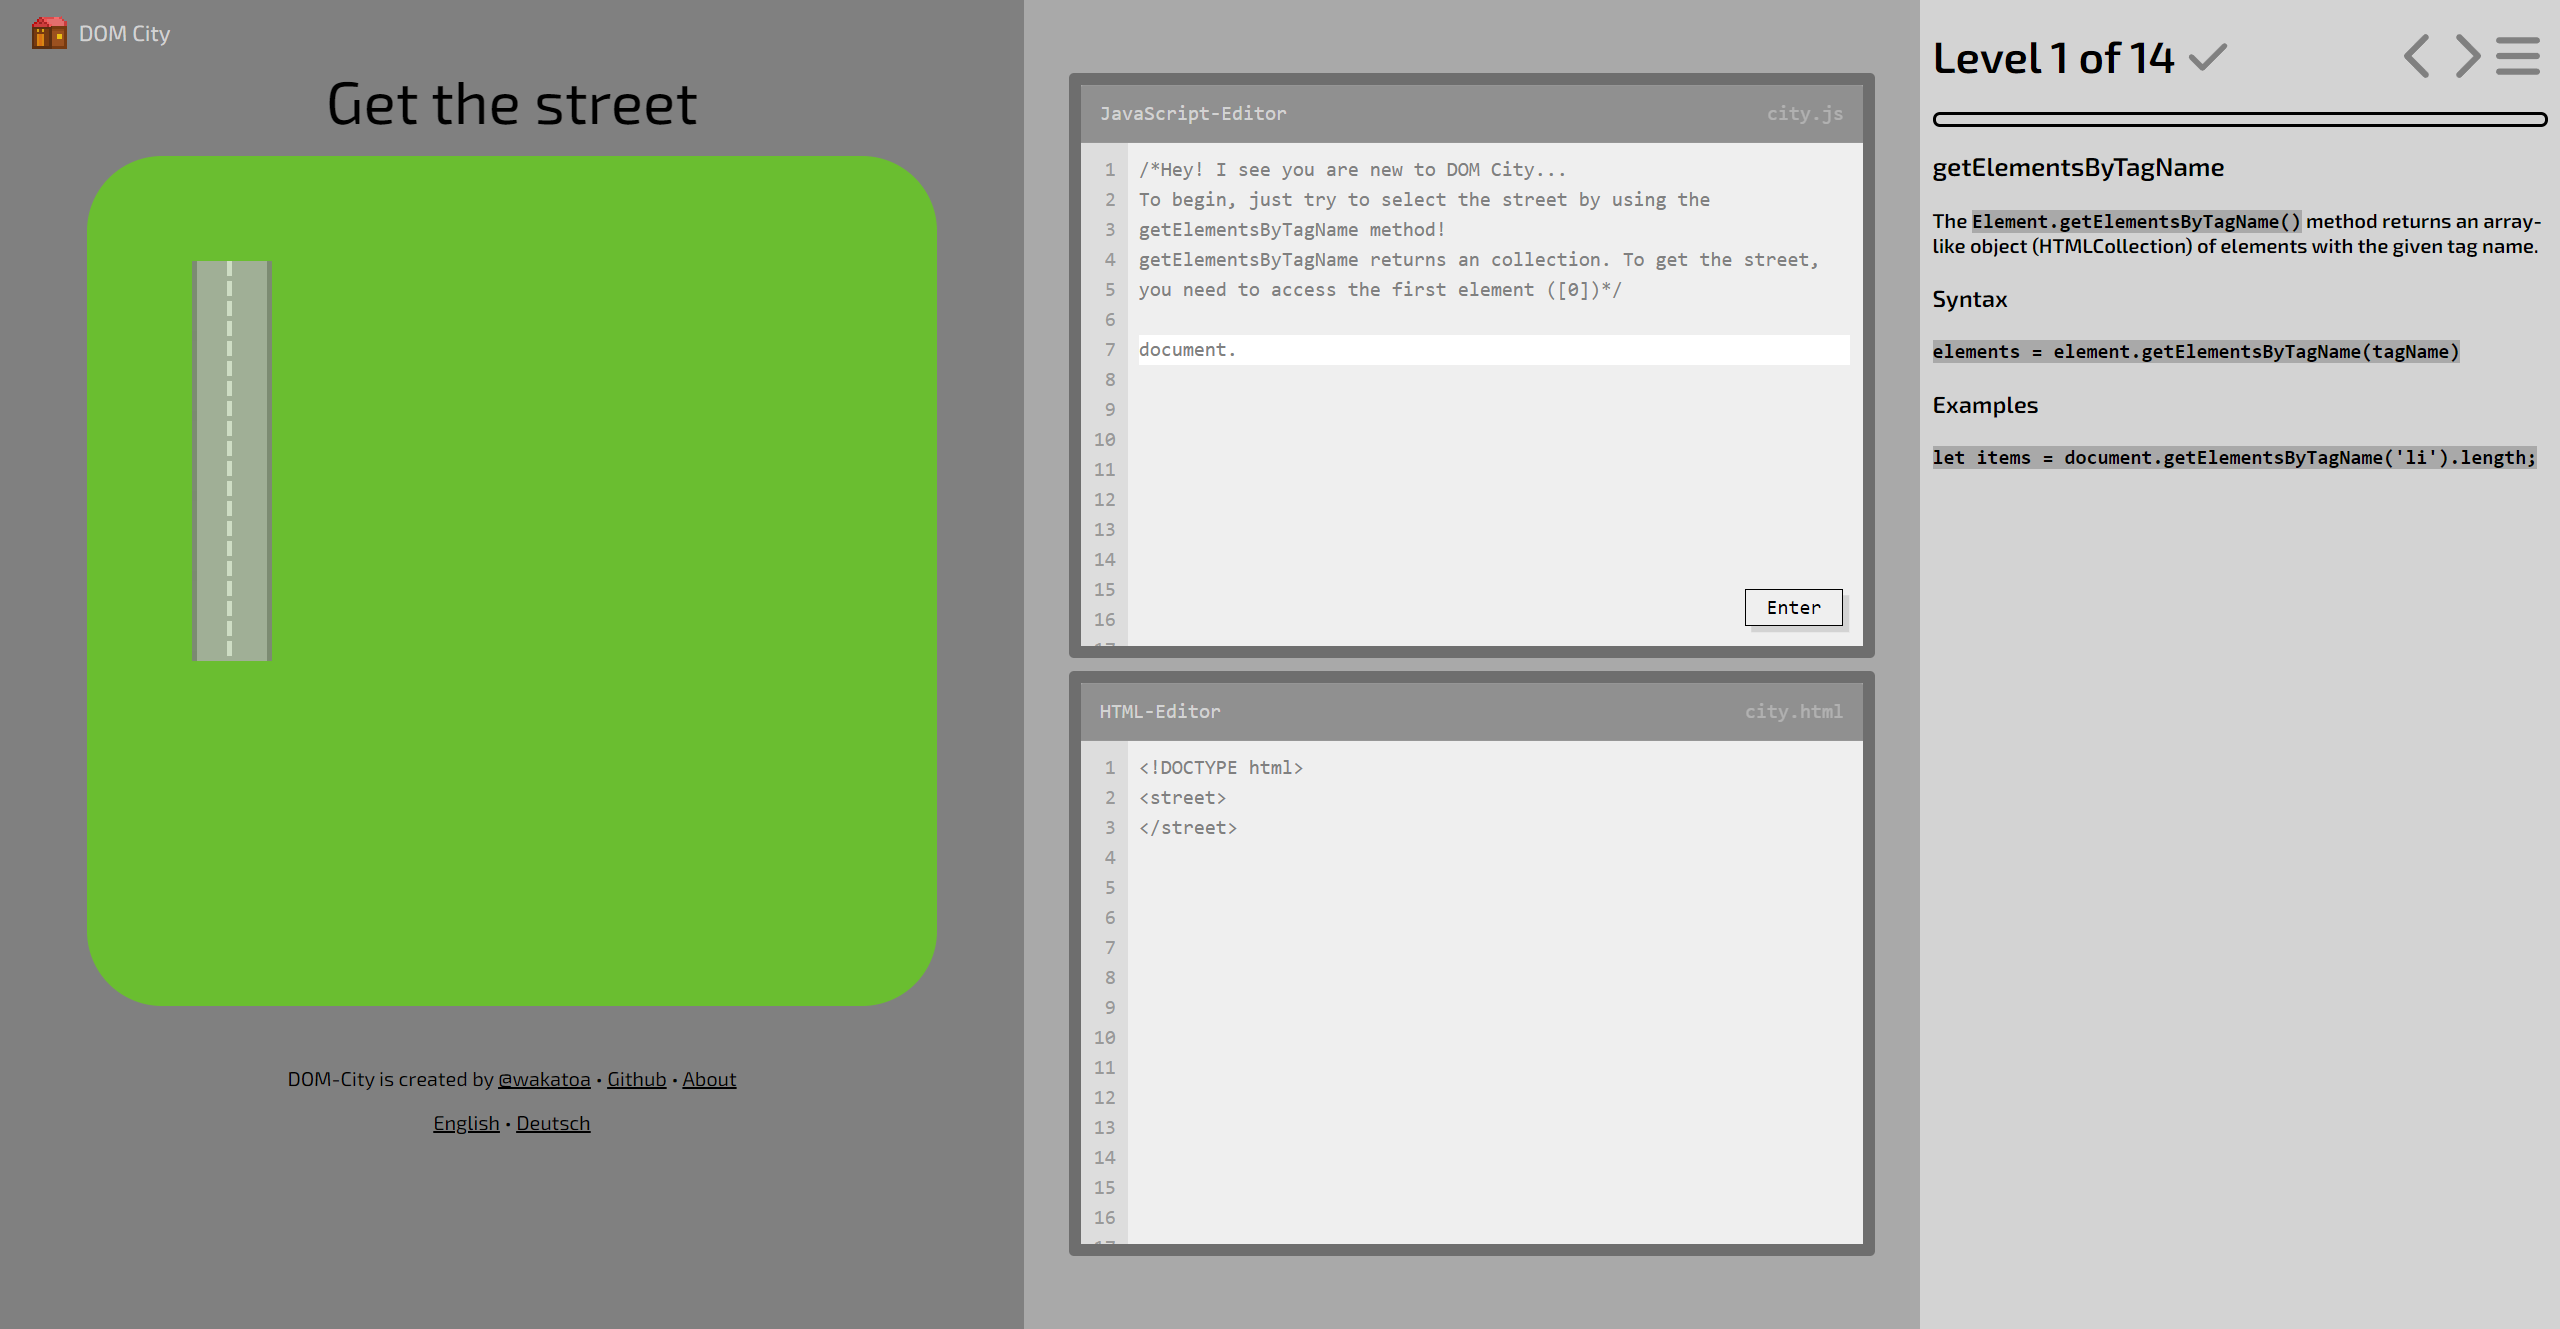 DOM City
Get the street
DOM-City is created by @wakatoa • Github • About
English • Deutsch
JavaScript-Editor city.js
1 /*Hey! I see you are new to DOM City...
2 To begin, just try to select the street by using the
3 getElementsByTagName method!
4 getElementsByTagName returns an collection. To get the street,
5 you need to access the first element ([0])*/
6
7 document.
8
9
10
11
12
13
14
15
16
Enter
HTML-Editor city.html
1 <!DOCTYPE html>
2 <street>
3 </street>
4
5
6
7
8
9
10
11
12
13
14
15
16
Level 1 of 14
getElementsByTagName
The Element.getElementsByTagName() method returns an array-
like object (HTMLCollection) of elements with the given tag name.
Syntax
elements = element.getElementsByTagName(tagName)
Examples
let items = document.getElementsByTagName('li').length;